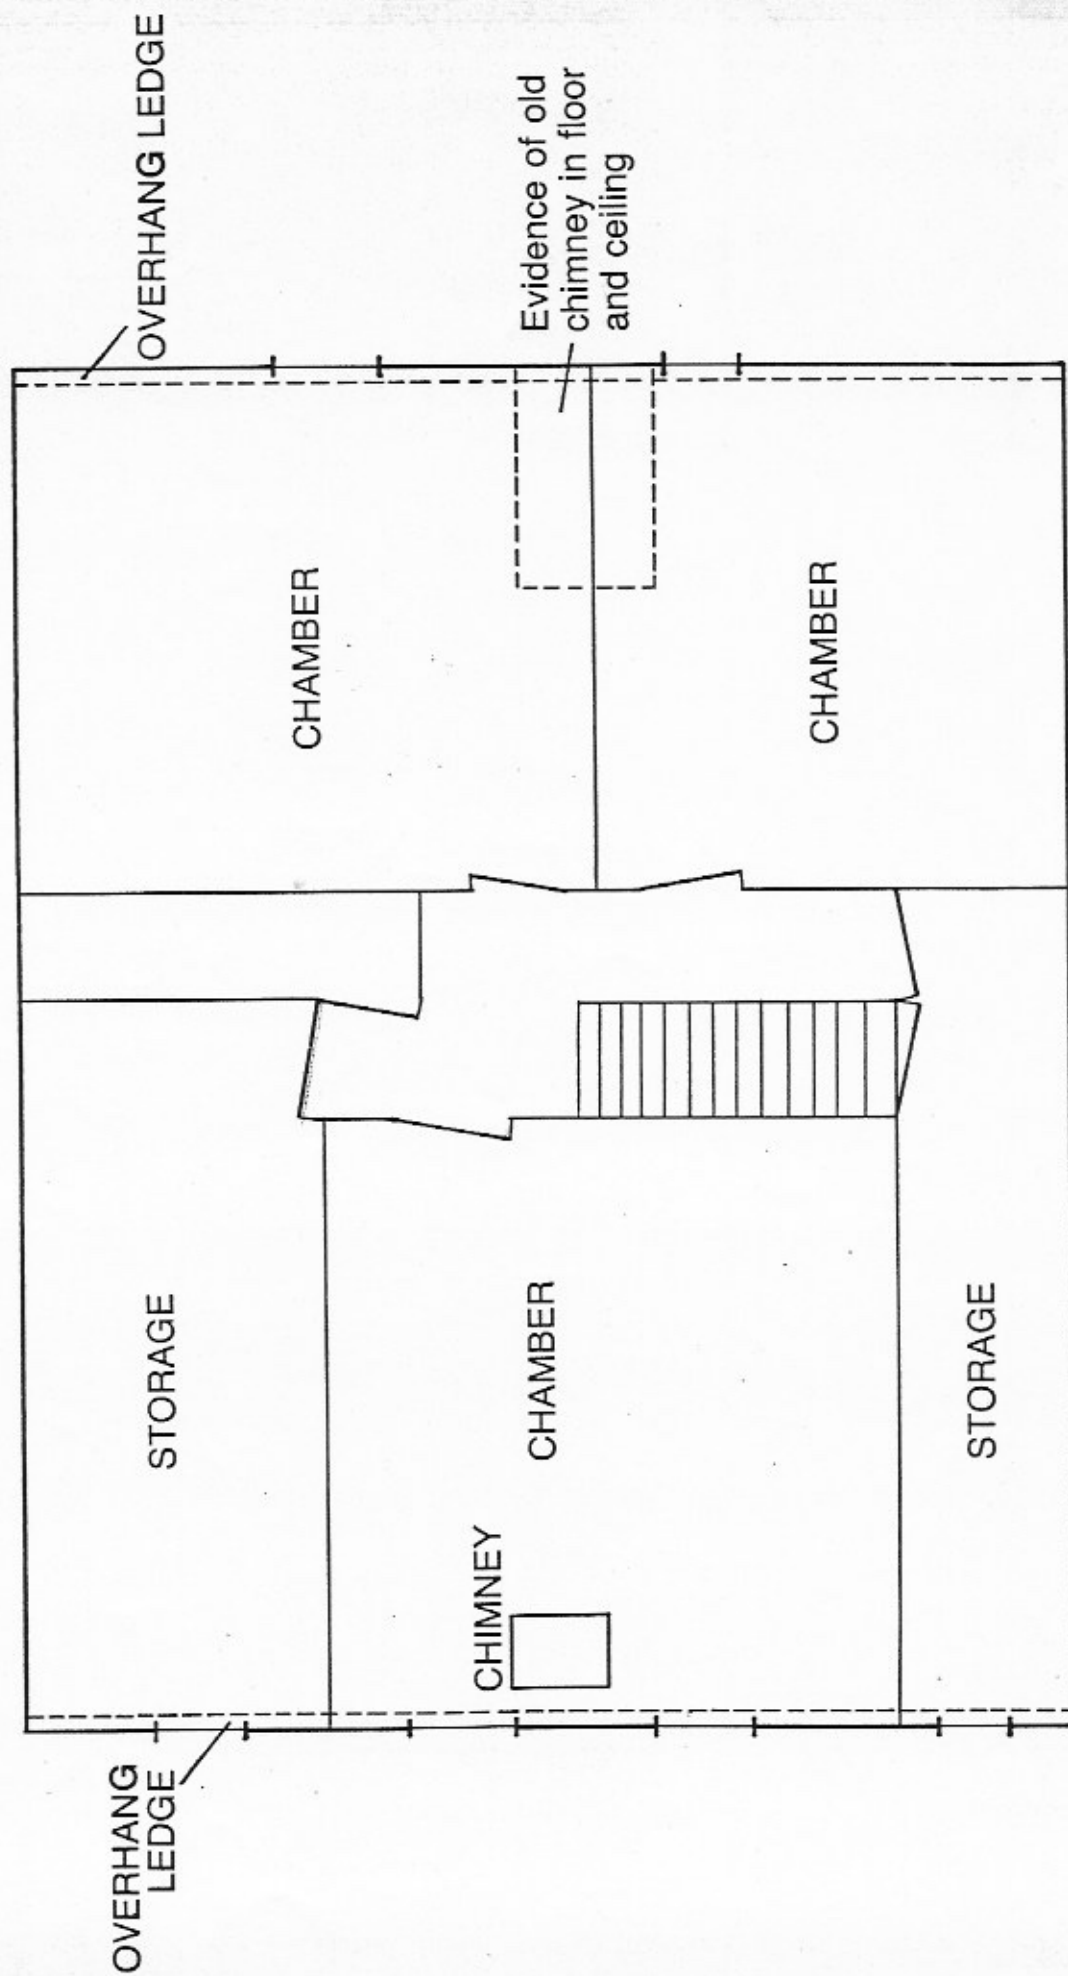 OVERHANG LEDGE
Evidence of old
chimney in floor
and ceiling
CHAMBER
CHAMBER
STORAGE
CHAMBER
STORAGE
CHIMNEY
OVERHANG
LEDGE